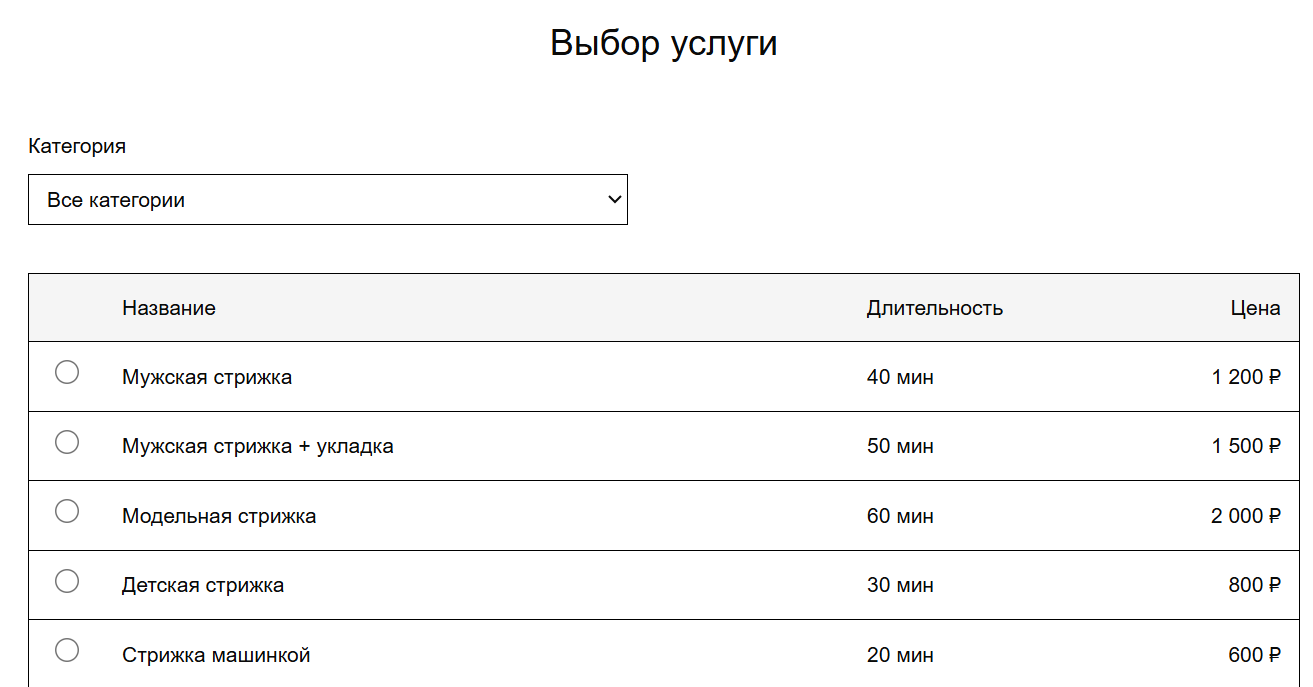 Выбор услуги
Категория
Все категории
Название Длительность Цена
Мужская стрижка 40 мин 1 200 ₽
Мужская стрижка + укладка 50 мин 1 500 ₽
Модельная стрижка 60 мин 2 000 ₽
Детская стрижка 30 мин 800 ₽
Стрижка машинкой 20 мин 600 ₽